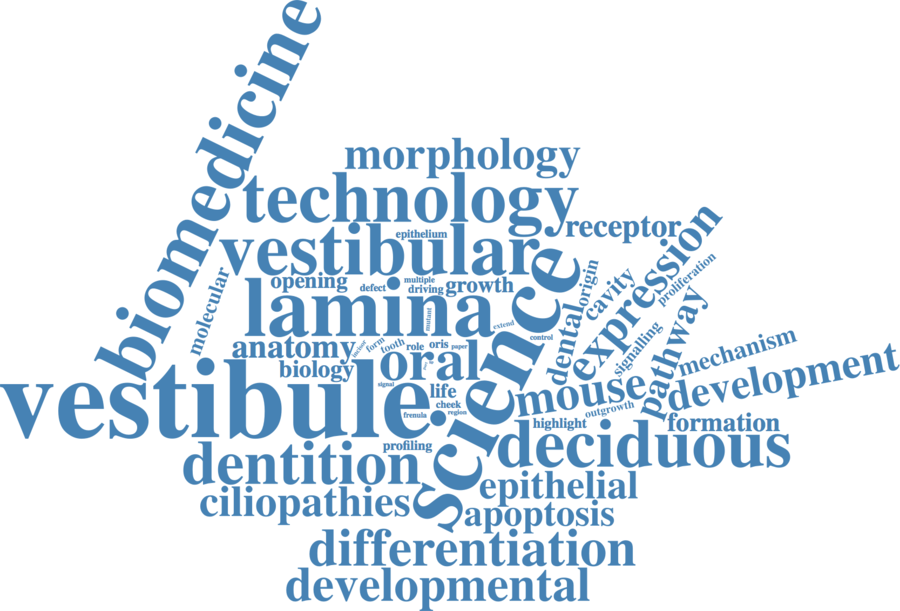 biomedicine
morphology
technology
receptor
vestibular
epithelium
science
expression
proliferation
opening
defect
multiple
driving
growth
molecular
lamina
mutant
extend
control
origin
cavity
dental
signalling
pathway
anatomy
incisor
form
tooth
role
oris
paper
biology
oral
signal
mechanism
mouse
development
vestibule
life
cheek
region
frenula
outgrowth
highlight
formation
profiling
deciduous
dentition
epithelial
ciliopathies
apoptosis
differentiation
developmental